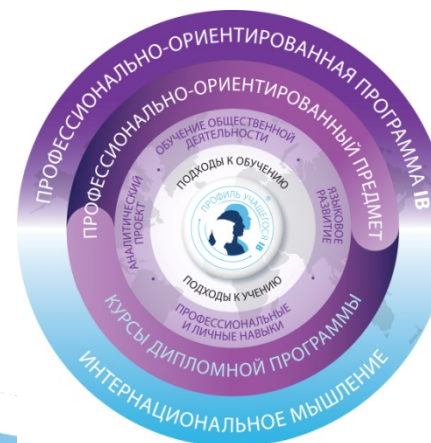 ПРОФЕССИОНАЛЬНО-ОРИЕНТИРОВАННАЯ ПРОГРАММА IB
ПРОФЕССИОНАЛЬНО-ОРИЕНТИРОВАННЫЙ ПРЕДМЕТ
ОБУЧЕНИЕ ОБЩЕСТВЕННОЙ
ДЕЯТЕЛЬНОСТИ
ПОДХОДЫ К ОБУЧЕНИЮ
АНАЛИТИЧЕСКИЙ
ПРОЕКТ
ПРОФИЛЬ УЧАЩЕГОСЯ IB
ЯЗЫКОВОЕ
РАЗВИТИЕ
ПОДХОДЫ К УЧЕНИЮ
ПРОФЕССИОНАЛЬНЫЕ
И ЛИЧНЫЕ НАВЫКИ
КУРСЫ ДИПЛОМНОЙ ПРОГРАММЫ
ИНТЕРНАЦИОНАЛЬНОЕ МЫШЛЕНИЕ